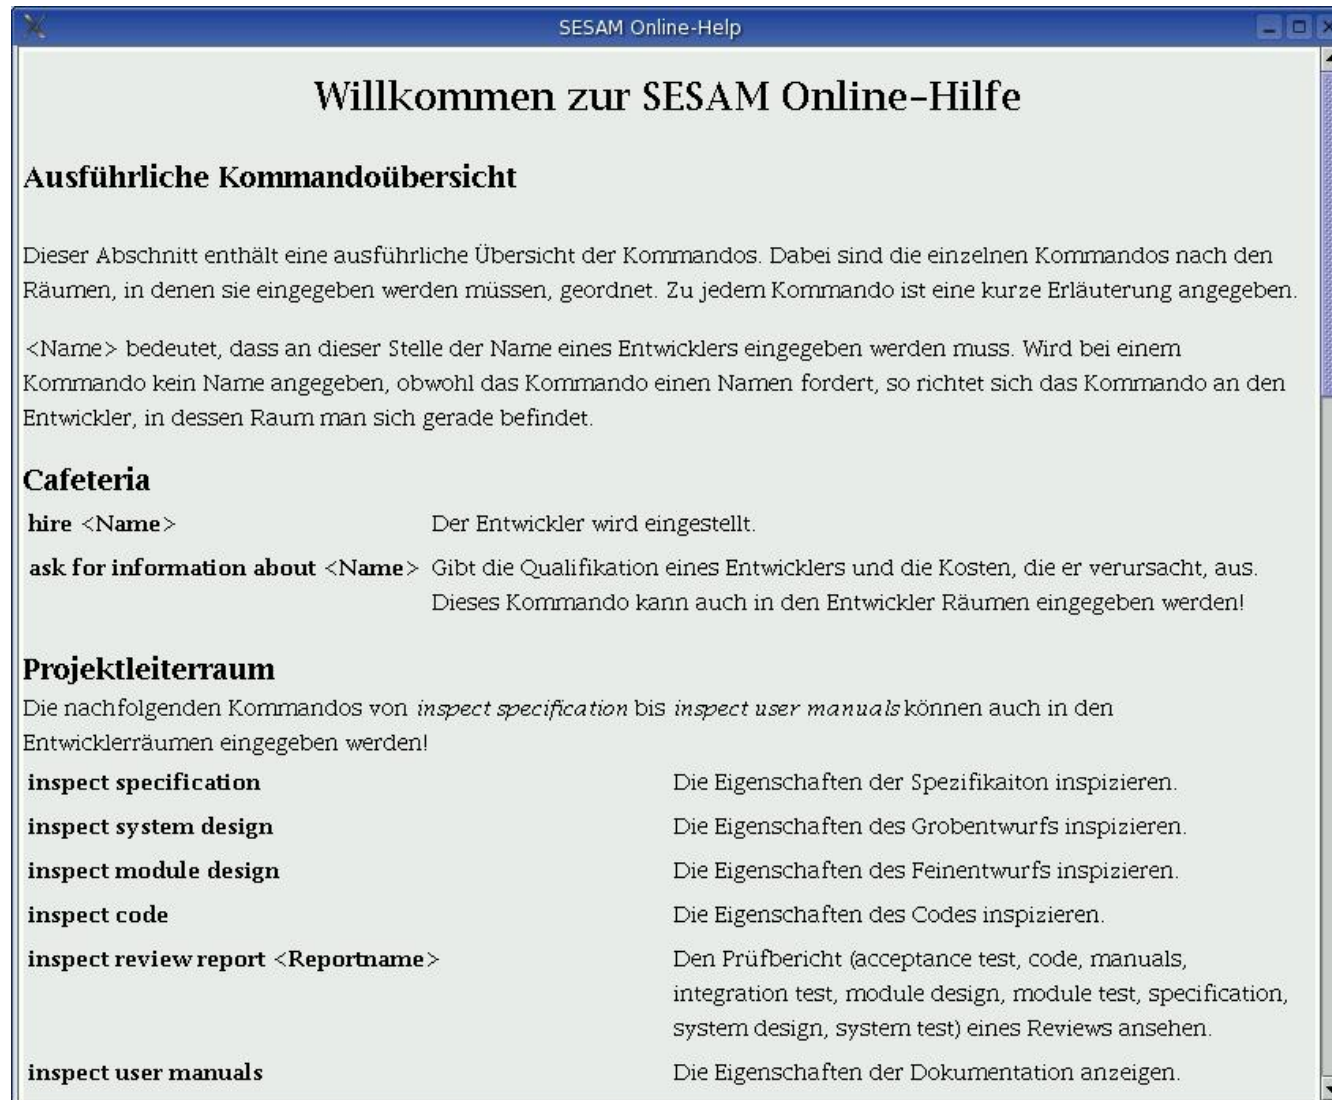 SESAM Online-Help
Willkommen zur SESAM Online-Hilfe
Ausführliche Kommandoübersicht
Dieser Abschnitt enthält eine ausführliche Übersicht der Kommandos. Dabei sind die einzelnen Kommandos nach den
Räumen, in denen sie eingegeben werden müssen, geordnet. Zu jedem Kommando ist eine kurze Erläuterung angegeben.
<Name> bedeutet, dass an dieser Stelle der Name eines Entwicklers eingegeben werden muss. Wird bei einem
Kommando kein Name angegeben, obwohl das Kommando einen Namen fordert, so richtet sich das Kommando an den
Entwickler, in dessen Raum man sich gerade befindet.
Cafeteria
hire <Name> Der Entwickler wird eingestellt.
ask for information about <Name> Gibt die Qualifikation eines Entwicklers und die Kosten, die er verursacht, aus.
Dieses Kommando kann auch in den Entwickler Räumen eingegeben werden!
Projektleiterraum
Die nachfolgenden Kommandos von inspect specification bis inspect user manuals können auch in den
Entwicklerräumen eingegeben werden!
inspect specification Die Eigenschaften der Spezifikaiton inspizieren.
inspect system design Die Eigenschaften des Grobentwurfs inspizieren.
inspect module design Die Eigenschaften des Feinentwurfs inspizieren.
inspect code Die Eigenschaften des Codes inspizieren.
inspect review report <Reportname> Den Prüfbericht (acceptance test, code, manuals,
integration test, module design, module test, specification,
system design, system test) eines Reviews ansehen.
inspect user manuals Die Eigenschaften der Dokumentation anzeigen.